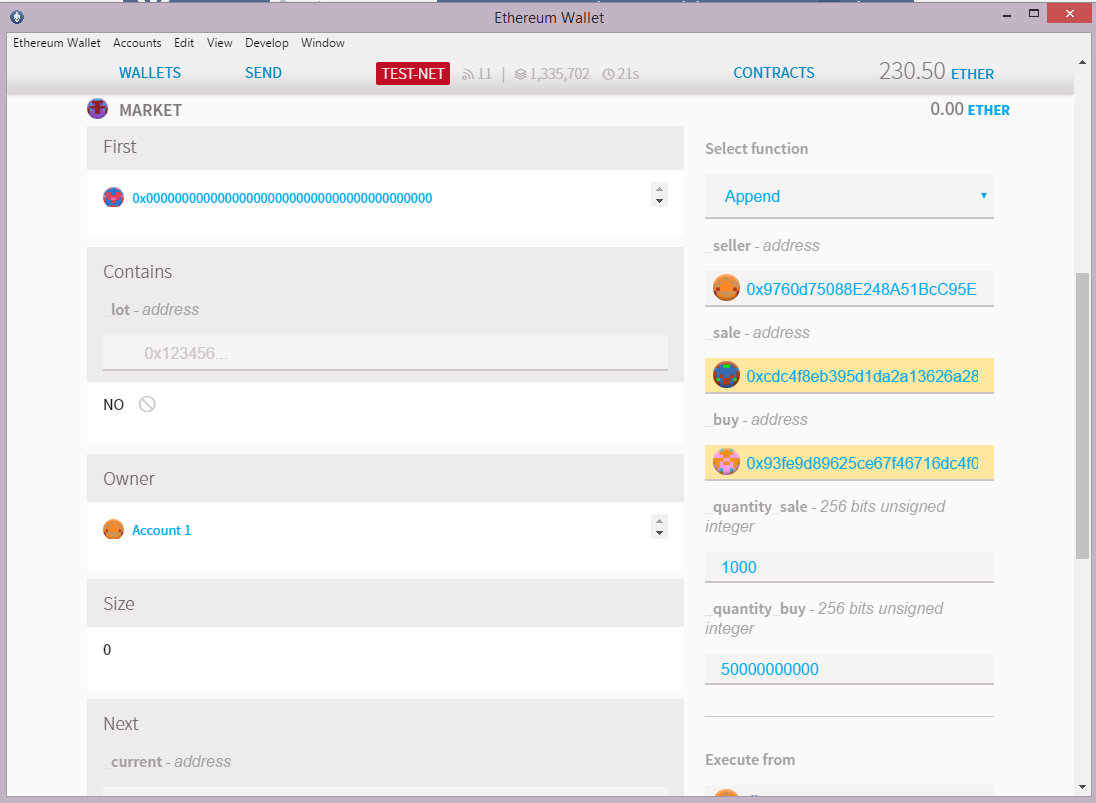 Ethereum Wallet
Ethereum Wallet Accounts Edit View Develop Window
WALLETS SEND TEST-NET 11 | 1,335,702 21s CONTRACTS 230.50 ETHER
MARKET 0.00 ETHER
First
0x0000000000000000000000000000000000000000
Contains
_lot - address
0x123456...
NO
Owner
Account 1
Size
0
Next
_current - address
Select function
Append
_seller - address
0x9760d75088E248A51BcC95E
_sale - address
0xcdc4f8eb395d1da2a13626a28
_buy - address
0x93fe9d89625ce67f46716dc4f0
_quantity_sale - 256 bits unsigned
integer
1000
_quantity_buy - 256 bits unsigned
integer
50000000000
Execute from